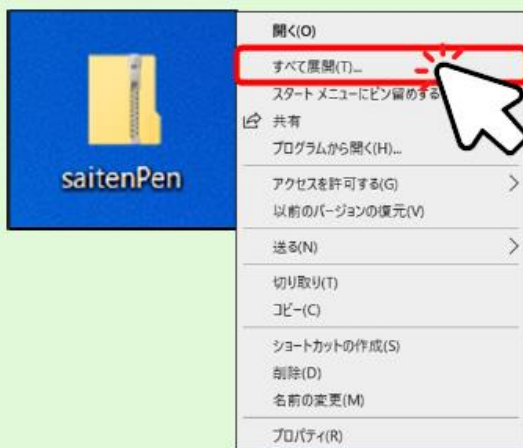 saitenPen
開く(O)
すべて展開(T)...
スタート メニューにピン留めする
共有
プログラムから開く(H)...
アクセスを許可する(G)
以前のバージョンの復元(V)
送る(N)
切り取り(T)
コピー(C)
ショートカットの作成(S)
削除(D)
名前の変更(M)
プロパティ(R)